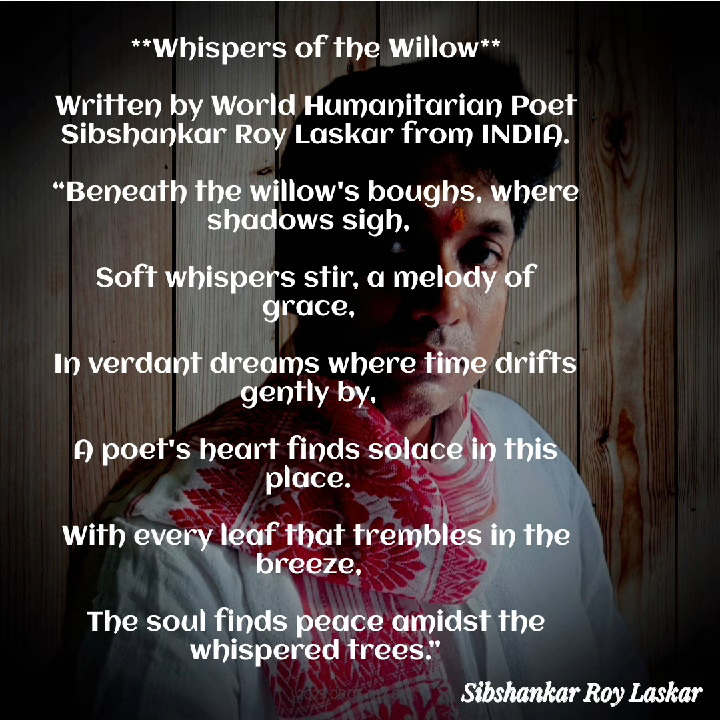 **Whispers of the Willow**
Written by World Humanitarian Poet
Sibshankar Roy Laskar from INDIA.
“Beneath the willow's boughs, where
shadows sigh,
Soft whispers stir, a melody of
grace,
In verdant dreams where time drifts
gently by,
A poet's heart finds solace in this
place.
With every leaf that trembles in the
breeze,
The soul finds peace amidst the
whispered trees.”
Sibshankar Roy Laskar